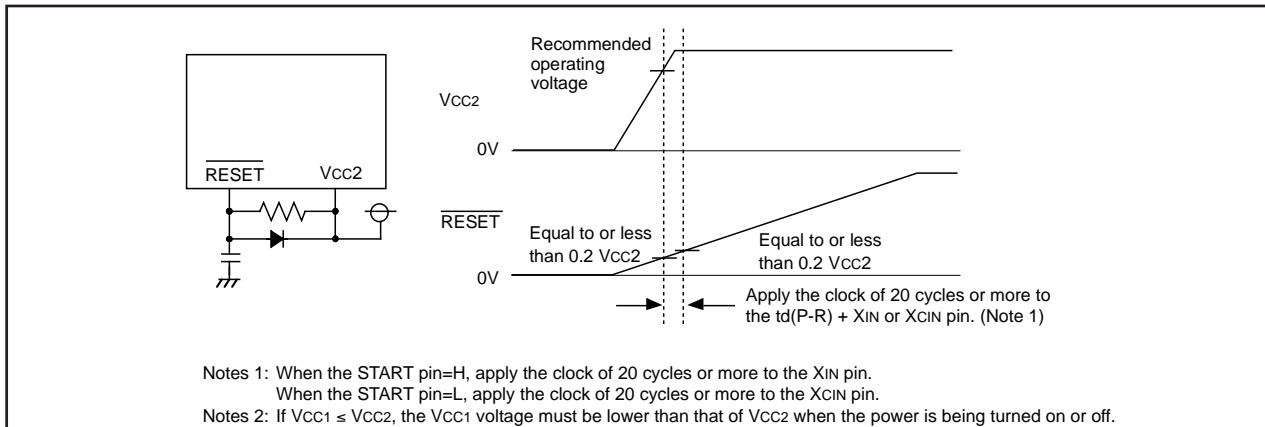 Recommended
operating
voltage
VCC2
0V
RESET VCC2
RESET
Equal to or less
than 0.2 VCC2
Equal to or less
than 0.2 VCC2
0V
Apply the clock of 20 cycles or more to
the td(P-R) + XIN or XCIN pin. (Note 1)
Notes 1: When the START pin=H, apply the clock of 20 cycles or more to the XIN pin.
When the START pin=L, apply the clock of 20 cycles or more to the XCIN pin.
Notes 2: If VCC1 ≤ VCC2, the VCC1 voltage must be lower than that of VCC2 when the power is being turned on or off.